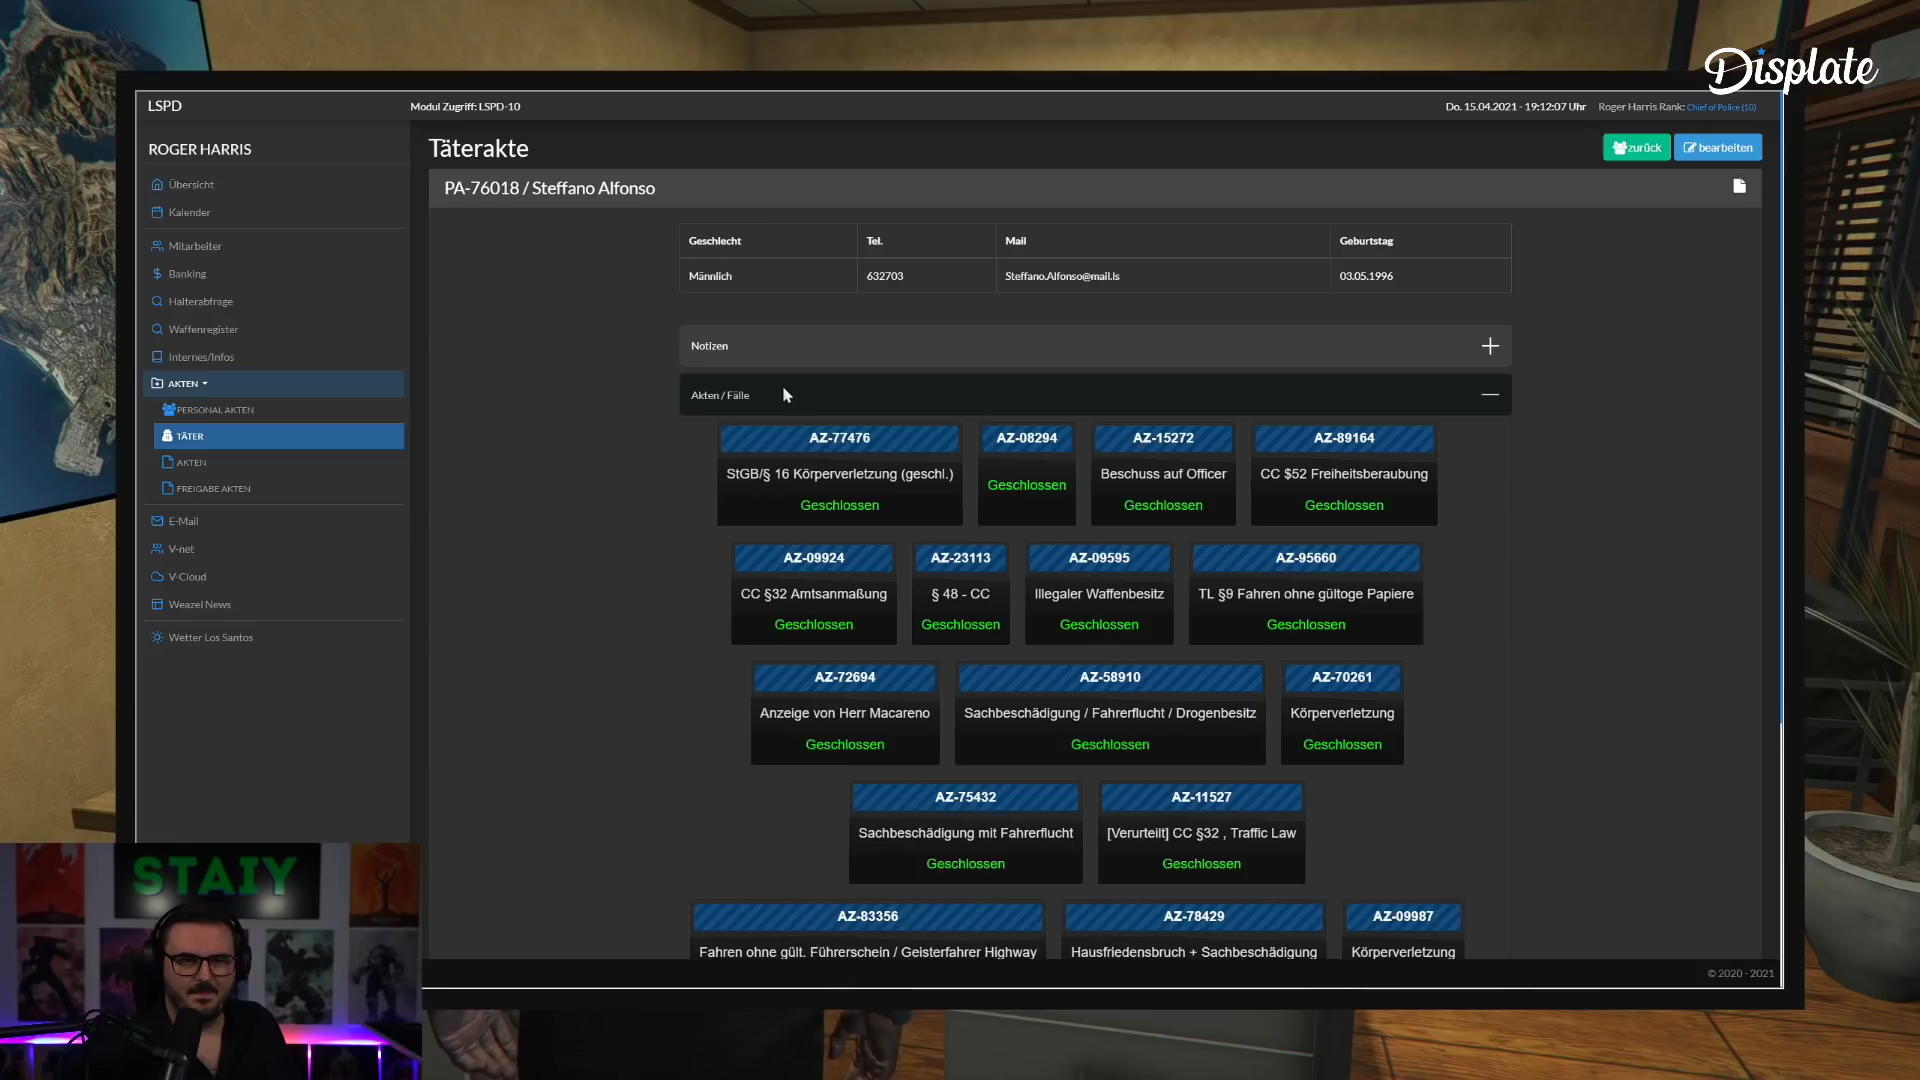 Displate
LSPD
Modul Zugriff: LSPD-10
Do. 15.04.2021 - 19:12:07 Uhr
Roger Harris Rank: Chief of Police (10)
ROGER HARRIS
Übersicht
Kalender
Mitarbeiter
Banking
Halterabfrage
Waffenregister
Internes/Infos
AKTEN
PERSONAL AKTEN
TÄTER
AKTEN
FREIGABE AKTEN
E-Mail
V-net
V-Cloud
Weazel News
Wetter Los Santos
Täterakte
zurück
bearbeiten
PA-76018 / Steffano Alfonso
Geschlecht Tel. Mail Geburtstag
Männlich 632703 Steffano.Alfonso@mail.ls 03.05.1996
Notizen
Akten / Fälle
AZ-77476 AZ-08294 AZ-15272 AZ-89164
StGB/§ 16 Körperverletzung (geschl.) Beschuss auf Officer CC $52 Freiheitsberaubung
Geschlossen Geschlossen Geschlossen Geschlossen
AZ-09924 AZ-23113 AZ-09595 AZ-95660
CC §32 Amtsanmaßung § 48 - CC Illegaler Waffenbesitz TL §9 Fahren ohne gültoge Papiere
Geschlossen Geschlossen Geschlossen Geschlossen
AZ-72694 AZ-58910 AZ-70261
Anzeige von Herr Macareno Sachbeschädigung / Fahrerflucht / Drogenbesitz Körperverletzung
Geschlossen Geschlossen Geschlossen
AZ-75432 AZ-11527
Sachbeschädigung mit Fahrerflucht [Verurteilt] CC §32 , Traffic Law
Geschlossen Geschlossen
AZ-83356 AZ-78429 AZ-09987
Fahren ohne gült. Führerschein / Geisterfahrer Highway Hausfriedensbruch + Sachbeschädigung Körperverletzung
© 2020 - 2021
STAIY